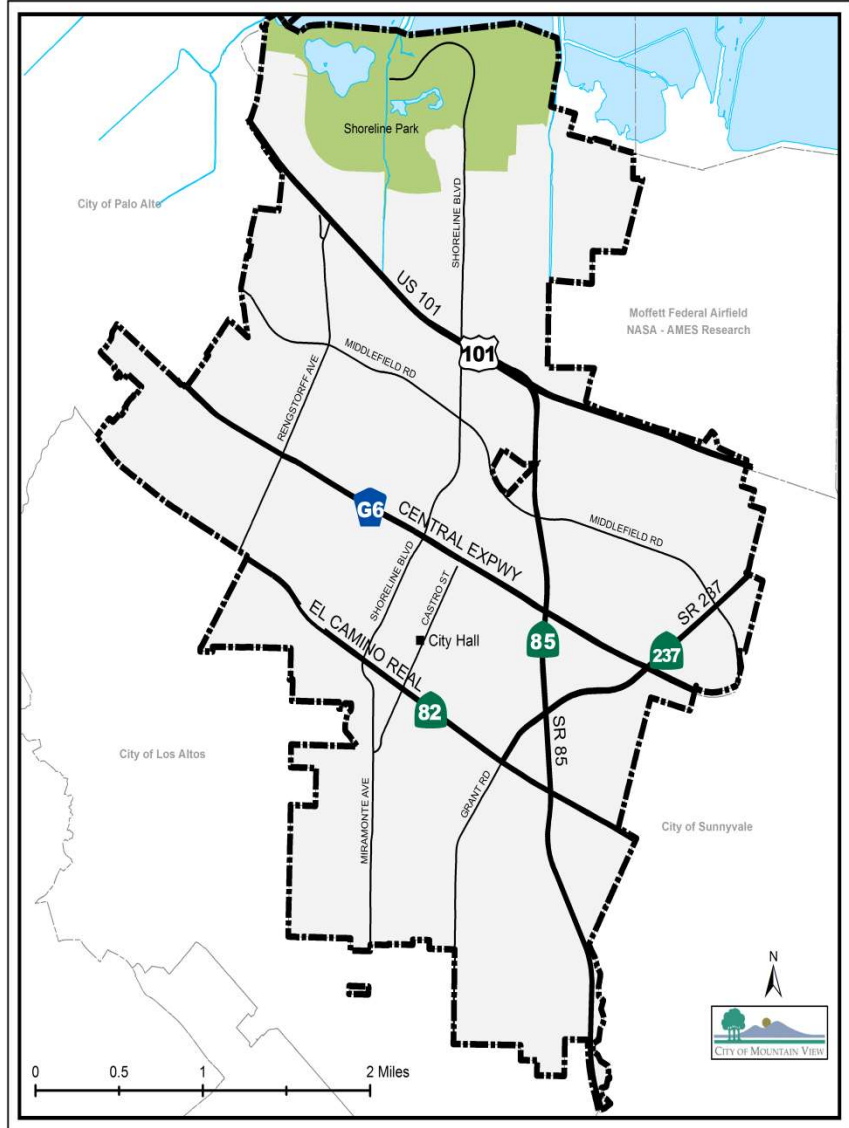 Shoreline Park
City of Palo Alto
SHORELINE BLVD
US 101
Moffett Federal Airfield
NASA - AMES Research
101
MIDDLEFIELD RD
RENGSTORFF AVE
G6
CENTRAL EXPWY
MIDDLEFIELD RD
SHORELINE BLVD
CASTRO ST
SR 237
City Hall
85
237
EL CAMINO REAL
82
SR 85
City of Los Altos
GRANT RD
MIRAMONTE AVE
City of Sunnyvale
N
CITY OF MOUNTAIN VIEW
0 0.5 1 2 Miles